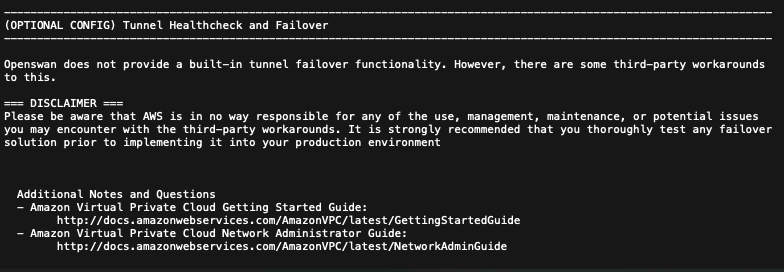 --------------------------------------------------------------------------------------------------------------------
(OPTIONAL CONFIG) Tunnel Healthcheck and Failover
--------------------------------------------------------------------------------------------------------------------
Openswan does not provide a built-in tunnel failover functionality. However, there are some third-party workarounds
to this.
=== DISCLAIMER ===
Please be aware that AWS is in no way responsible for any of the use, management, maintenance, or potential issues
you may encounter with the third-party workarounds. It is strongly recommended that you thoroughly test any failover
solution prior to implementing it into your production environment
Additional Notes and Questions
- Amazon Virtual Private Cloud Getting Started Guide:
http://docs.amazonwebservices.com/AmazonVPC/latest/GettingStartedGuide
- Amazon Virtual Private Cloud Network Administrator Guide:
http://docs.amazonwebservices.com/AmazonVPC/latest/NetworkAdminGuide